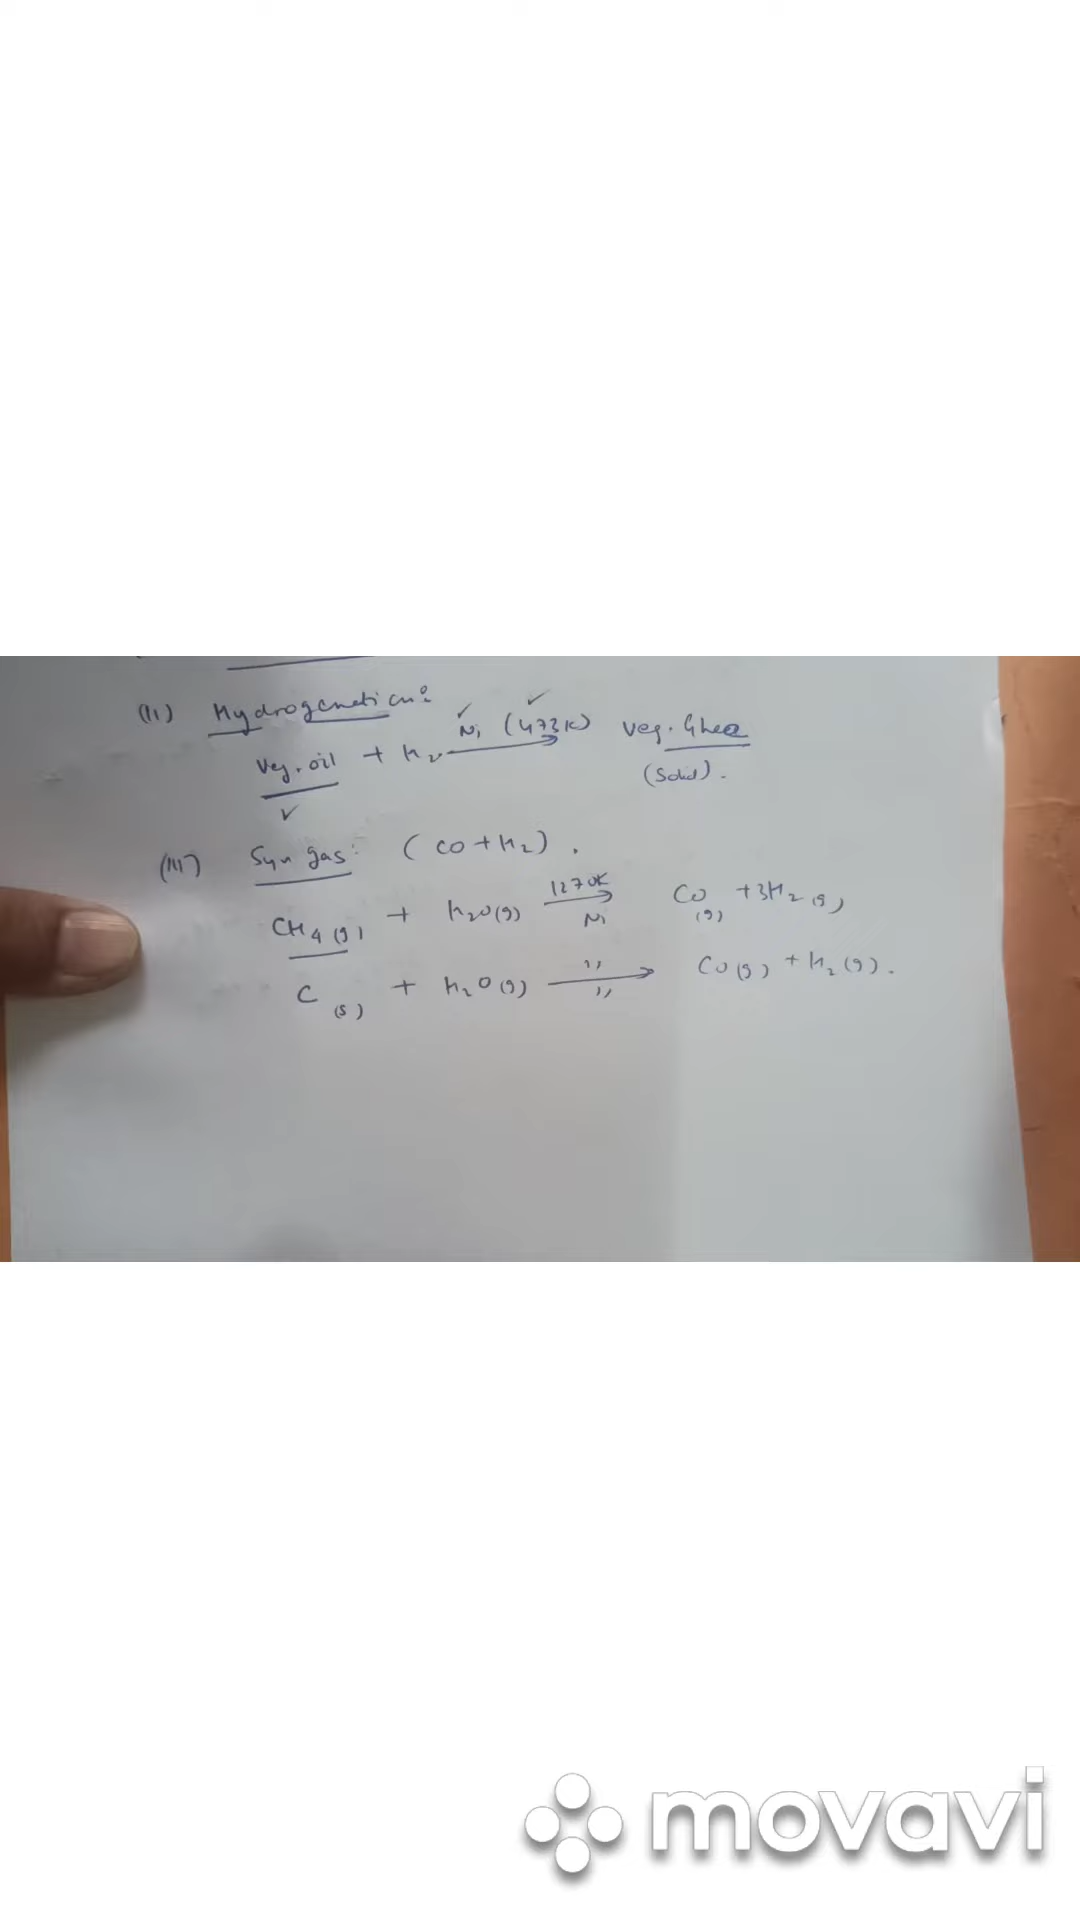 (II) Hydrogenation:
Veg. oil + H2 Ni (473K) Veg. Ghee
(Solid).
(III) Syn gas: (CO + H2).
CH4(g) + H2O(g) 1270K Ni CO(g) + 3H2(g)
C(s) + H2O(g) ,, ,, CO(g) + H2(g).
movavi